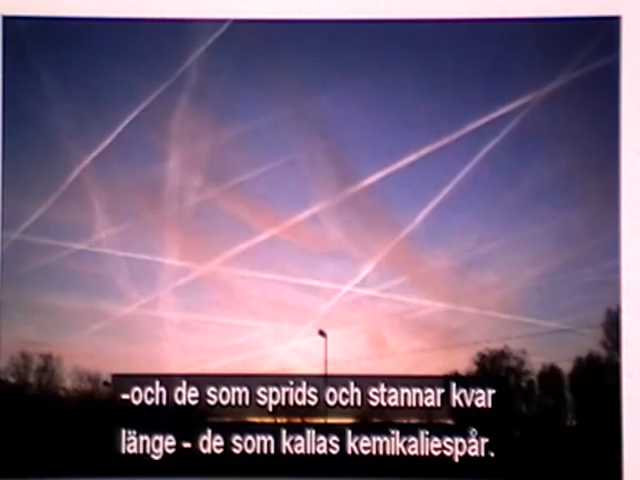 -och de som sprids och stannar kvar
länge - de som kallas kemikaliespår.